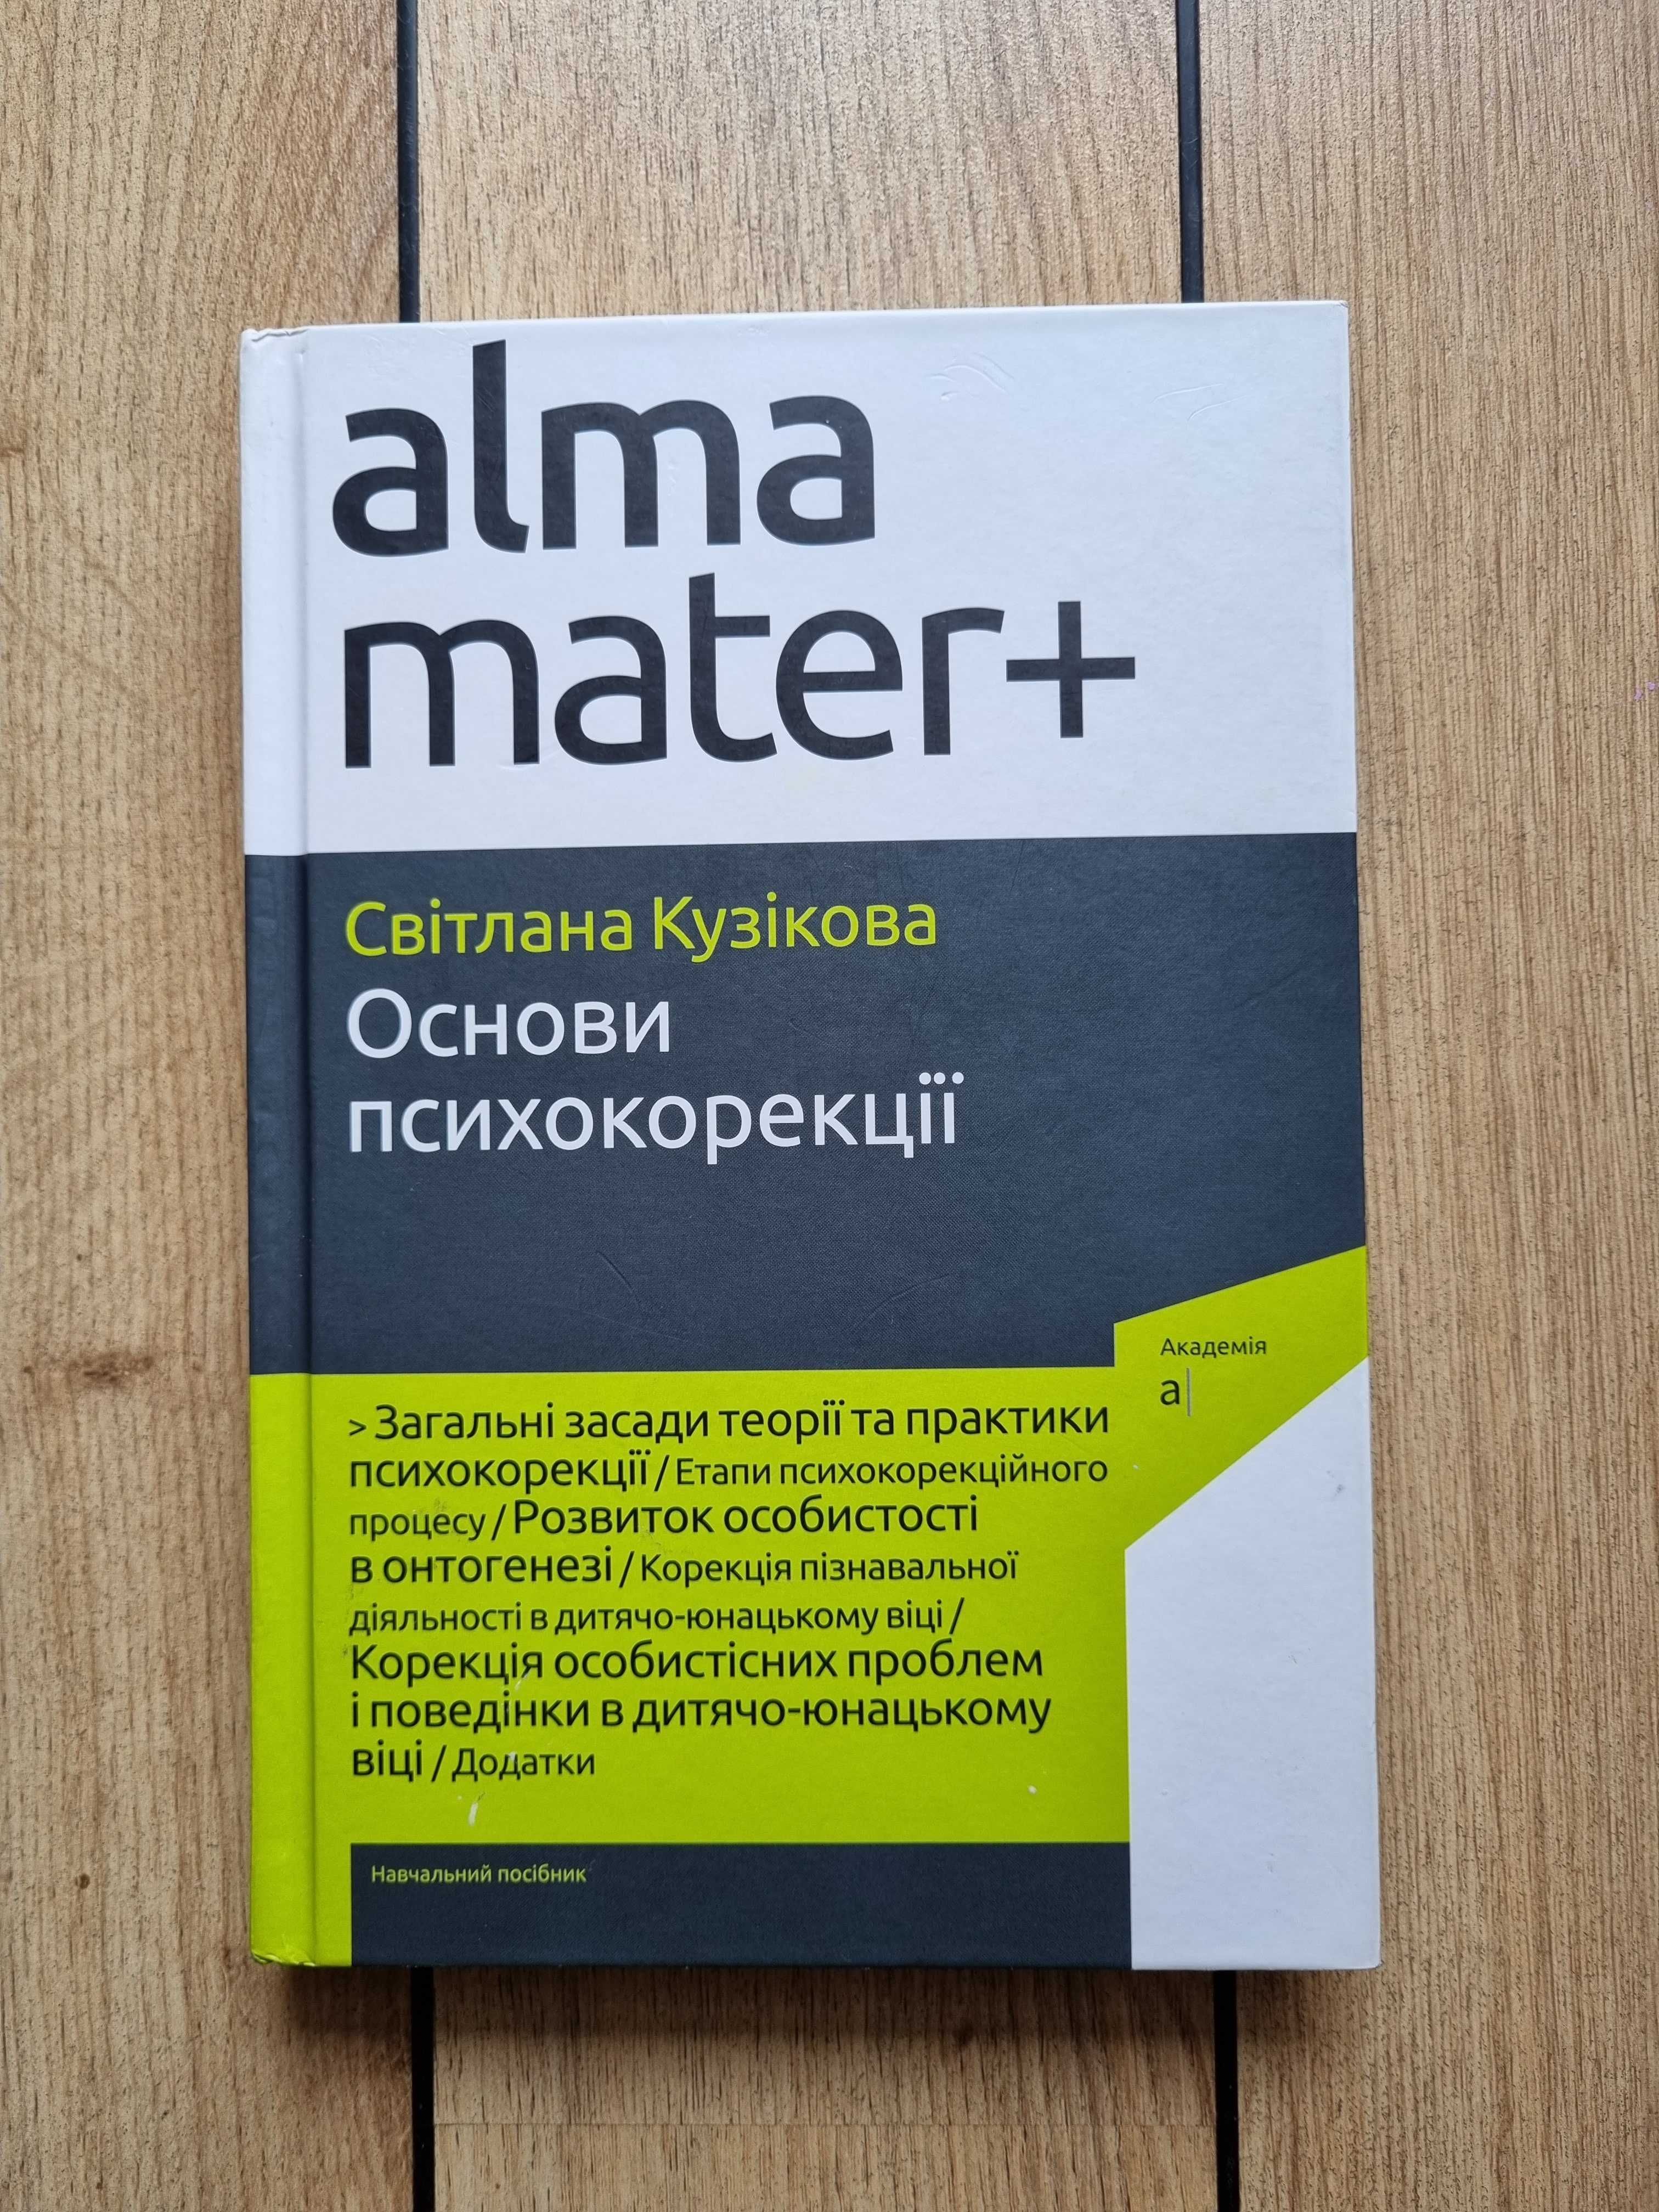 alma
mater+
Світлана Кузікова
Основи
психокорекції
Академія
а|
> Загальні засади теорії та практики
психокорекції / Етапи психокорекційного
процесу / Розвиток особистості
в онтогенезі / Корекція пізнавальної
діяльності в дитячо-юнацькому віці /
Корекція особистісних проблем
і поведінки в дитячо-юнацькому
віці / Додатки
Навчальний посібник